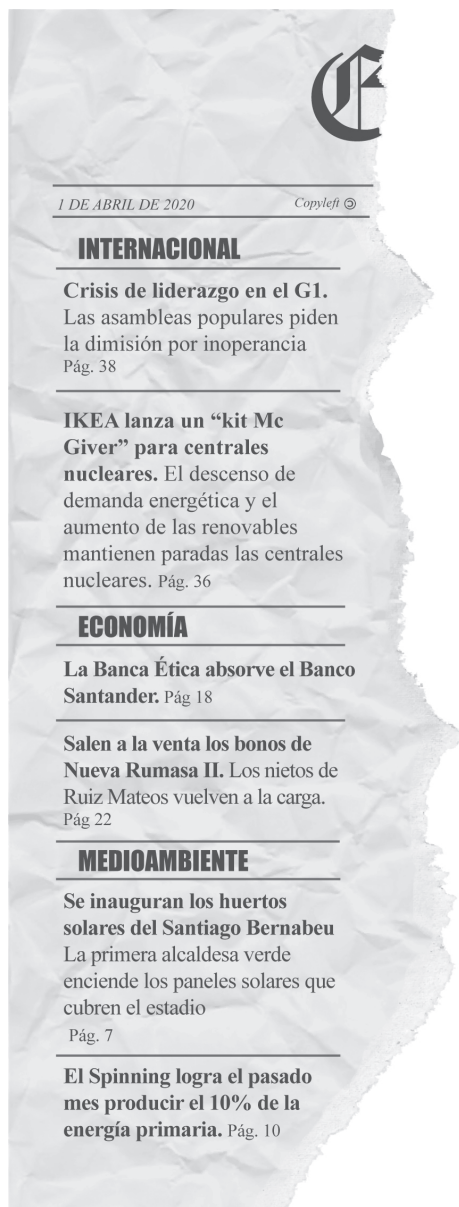 E
1 DE ABRIL DE 2020 Copyleft 🄯
INTERNACIONAL
Crisis de liderazgo en el G1.
Las asambleas populares piden
la dimisión por inoperancia
Pág. 38
IKEA lanza un “kit Mc
Giver” para centrales
nucleares. El descenso de
demanda energética y el
aumento de las renovables
mantienen paradas las centrales
nucleares. Pág. 36
ECONOMÍA
La Banca Ética absorve el Banco
Santander. Pág 18
Salen a la venta los bonos de
Nueva Rumasa II. Los nietos de
Ruiz Mateos vuelven a la carga.
Pág 22
MEDIOAMBIENTE
Se inauguran los huertos
solares del Santiago Bernabeu
La primera alcaldesa verde
enciende los paneles solares que
cubren el estadio
Pág. 7
El Spinning logra el pasado
mes producir el 10% de la
energía primaria. Pág. 10